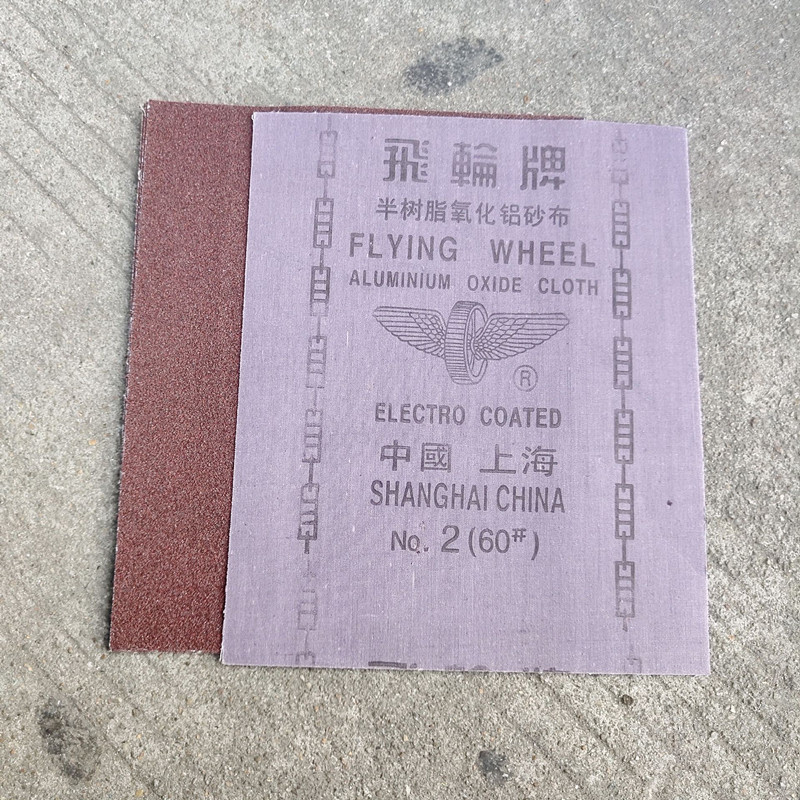 飛輪牌
半树脂氧化铝砂布
FLYING WHEEL
ALUMINIUM OXIDE CLOTH
®
ELECTRO COATED
中國 上海
SHANGHAI CHINA
No. 2 (60#)